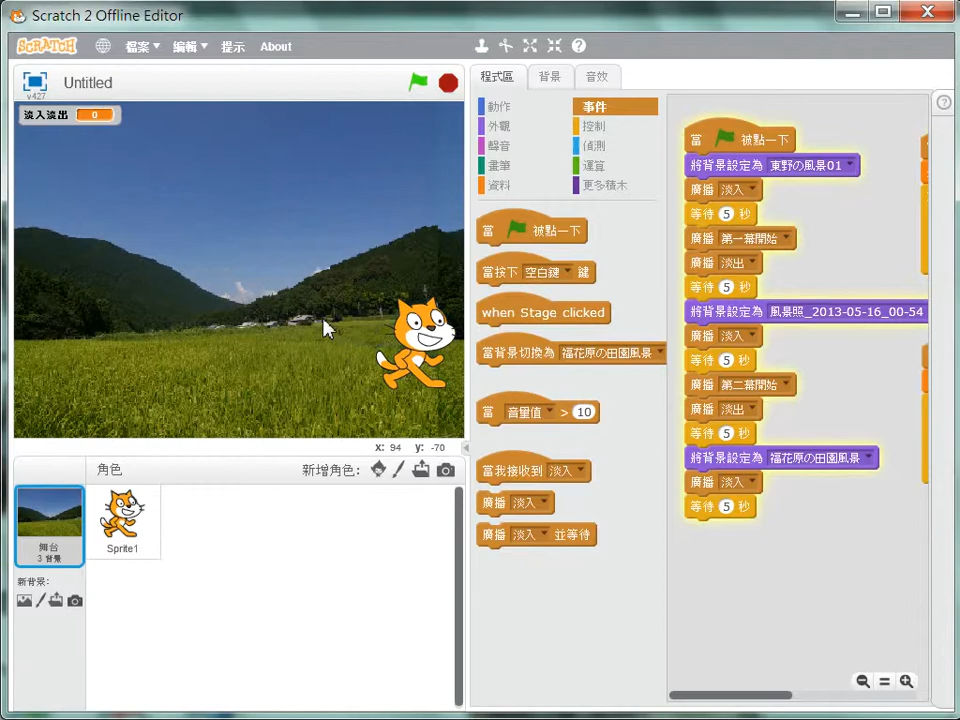 Scratch 2 Offline Editor
SCRATCH
檔案 編輯 提示 About
v427
Untitled
淡入淡出 0
x: 94 y: -70
角色
新增角色:
舞台
3 背景
新背景:
Sprite1
程式區 背景 音效
動作 事件
外觀 控制
聲音 偵測
畫筆 運算
資料 更多積木
當 被點一下
當按下 空白鍵 鍵
when Stage clicked
當背景切換為 福花原の田園風景
當 音量值 > 10
當我接收到 淡入
廣播 淡入
廣播 淡入 並等待
當 被點一下
將背景設定為 東野の風景01
廣播 淡入
等待 5 秒
廣播 第一幕開始
廣播 淡出
等待 5 秒
將背景設定為 風景照_2013-05-16_00-54
廣播 淡入
等待 5 秒
廣播 第二幕開始
廣播 淡出
等待 5 秒
將背景設定為 福花原の田園風景
廣播 淡入
等待 5 秒